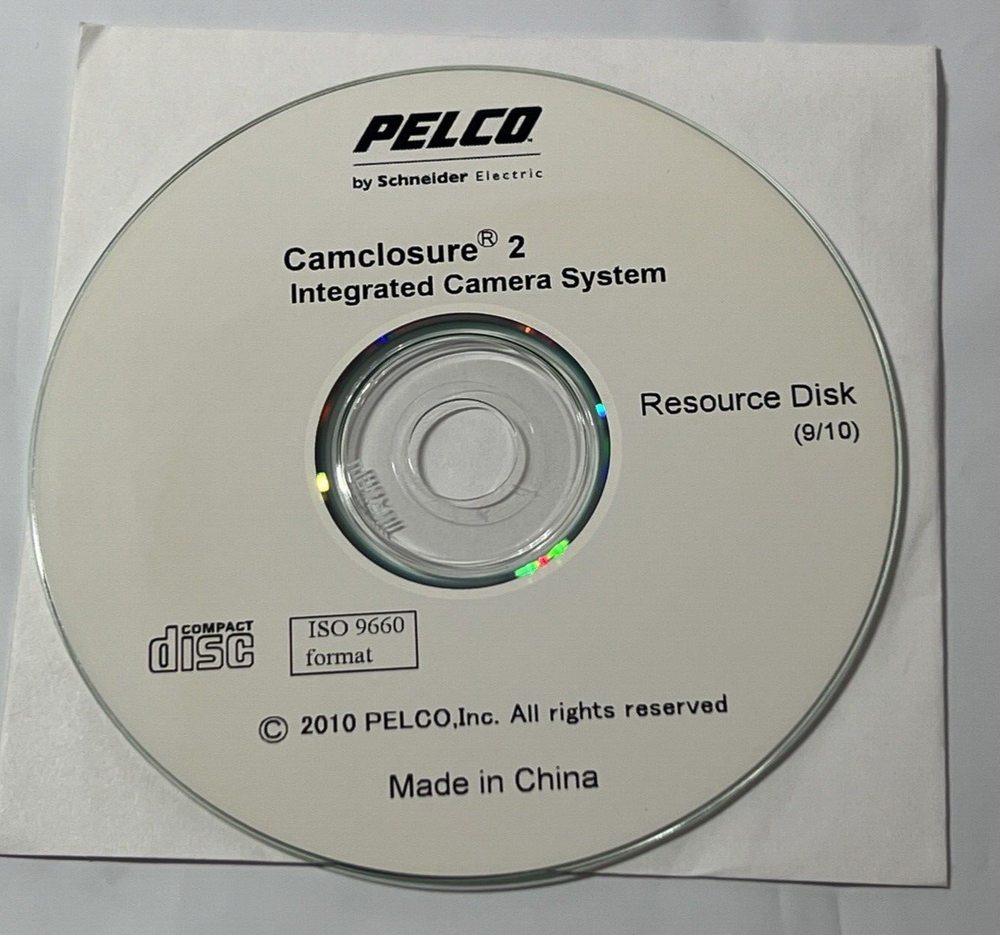 PELCO™
by Schneider Electric
Camclosure® 2
Integrated Camera System
Resource Disk
(9/10)
COMPACT
disc
ISO 9660
format
© 2010 PELCO,Inc. All rights reserved
Made in China